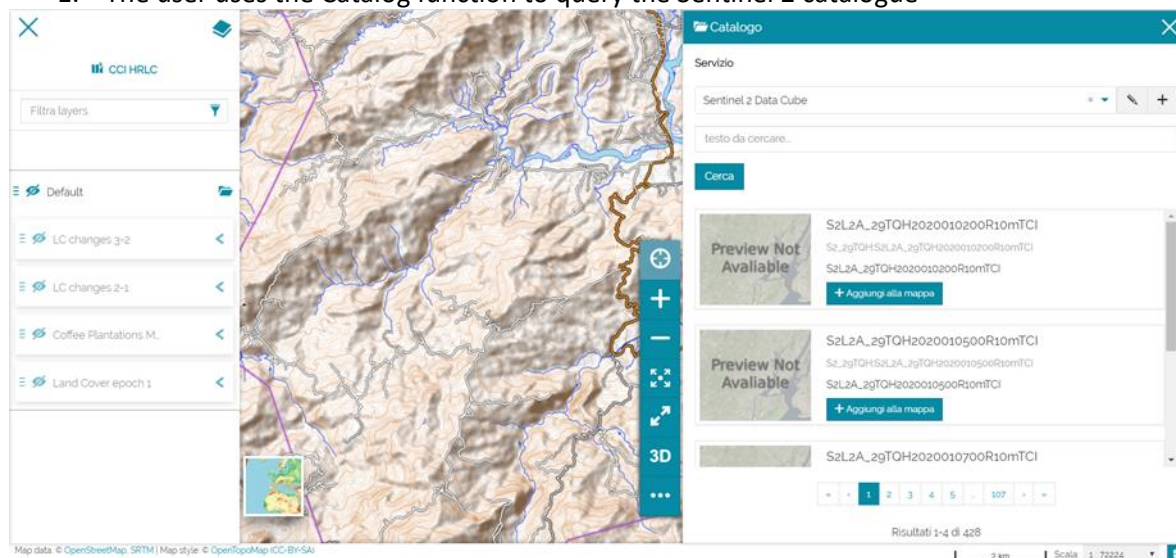 1. The user uses the Catalog function to query the Sentinel 2 catalogue
CCI HRLC
Filtra layers
Default
LC changes 3-2
LC changes 2-1
Coffee Plantations M...
Land Cover epoch 1
3D
Map data: © OpenStreetMap, SRTM | Map style: © OpenTopoMap (CC-BY-SA)
Catalogo
Servizio
Sentinel 2 Data Cube
testo da cercare...
Cerca
Preview Not Avaliable
S2L2A_29TQH2020010200R10mTCI
S2_29TQH:S2L2A_29TQH2020010200R10mTCI
S2L2A_29TQH2020010200R10mTCI
+ Aggiungi alla mappa
Preview Not Avaliable
S2L2A_29TQH2020010500R10mTCI
S2_29TQH:S2L2A_29TQH2020010500R10mTCI
S2L2A_29TQH2020010500R10mTCI
+ Aggiungi alla mappa
S2L2A_29TQH2020010700R10mTCI
« ‹ 1 2 3 4 5 ... 107 › »
Risultati 1-4 di 428
2 km
Scala 1 : 72224